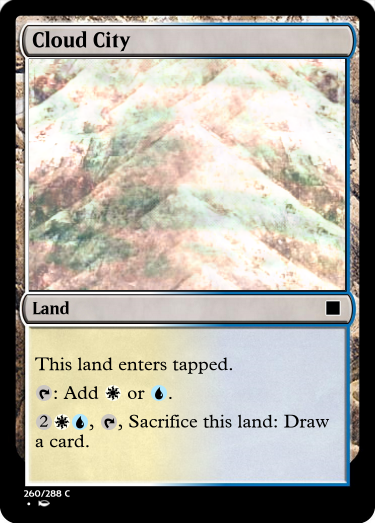 Cloud City
Land
This land enters tapped.
: Add or .
2 , , Sacrifice this land: Draw
a card.
260/288 C